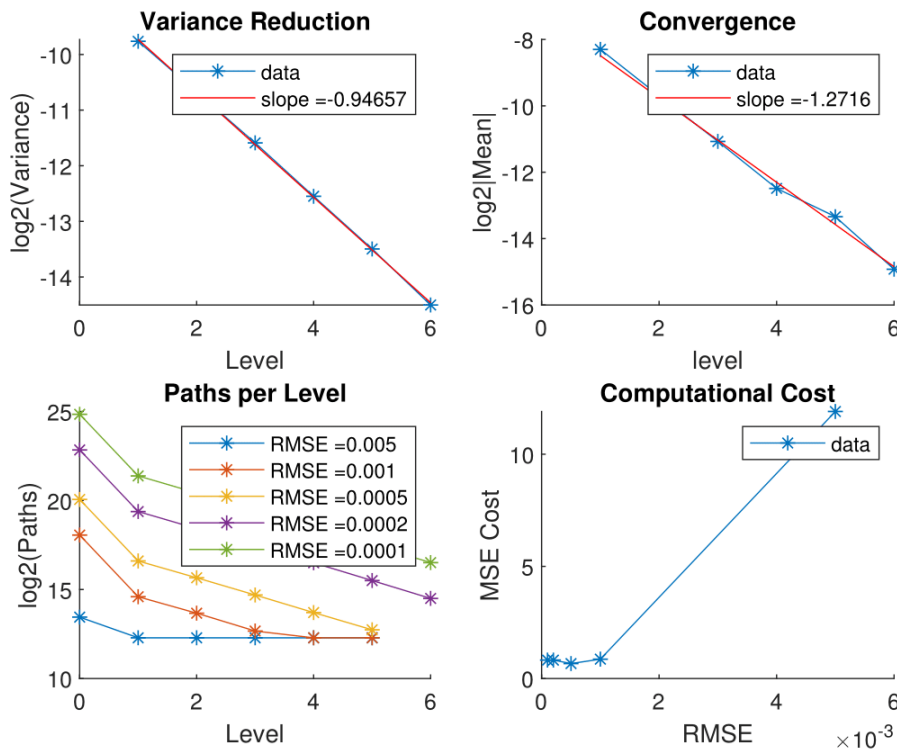 Variance Reduction
-10
-11
-12
-13
-14
log2(Variance)
data
slope =-0.94657
0
2
4
6
Level
Convergence
-8
-10
-12
-14
-16
log2|Mean|
data
slope =-1.2716
0
2
4
6
level
Paths per Level
25
20
15
10
log2(Paths)
RMSE =0.005
RMSE =0.001
RMSE =0.0005
RMSE =0.0002
RMSE =0.0001
0
2
4
6
Level
Computational Cost
10
5
0
MSE Cost
data
0
2
4
6
RMSE
×10⁻³